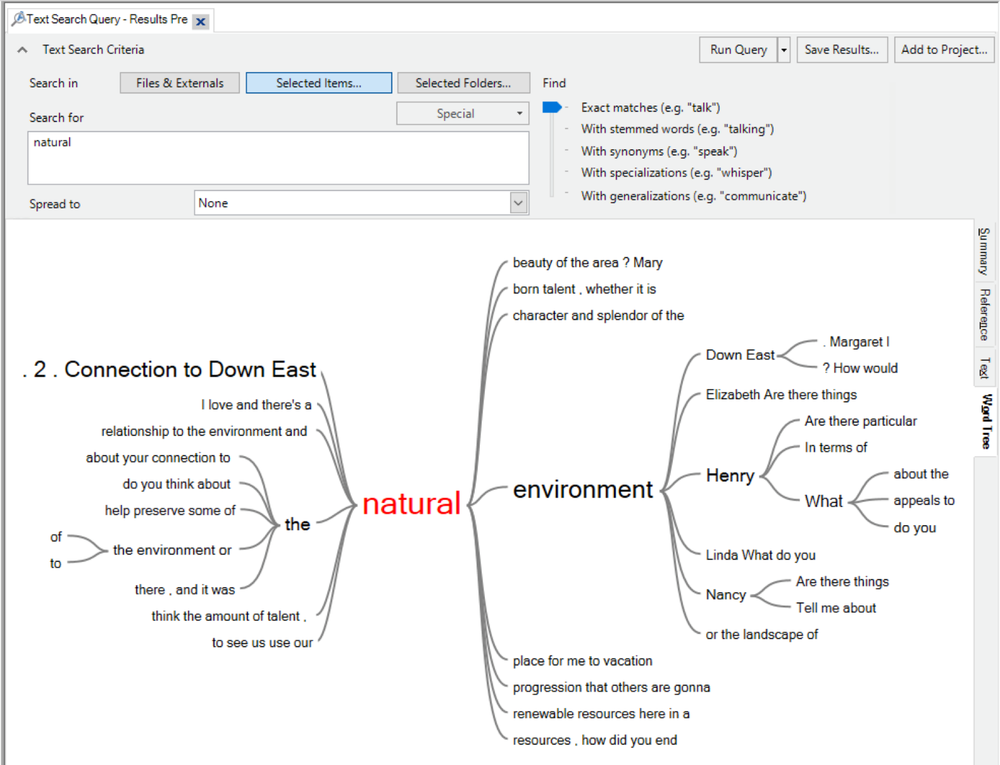 Text Search Query - Results Pre
Text Search Criteria
Run Query
Save Results...
Add to Project...
Search in
Files & Externals
Selected Items...
Selected Folders...
Find
Search for
Special
natural
Spread to
None
Exact matches (e.g. "talk")
With stemmed words (e.g. "talking")
With synonyms (e.g. "speak")
With specializations (e.g. "whisper")
With generalizations (e.g. "communicate")
Summary
Reference
Text
Word Tree
. 2 . Connection to Down East
I love and there's a
relationship to the environment and
about your connection to
do you think about
help preserve some of
the
of
to
the environment or
there , and it was
think the amount of talent ,
to see us use our
natural
beauty of the area ? Mary
born talent , whether it is
character and splendor of the
environment
Down East
. Margaret I
? How would
Elizabeth Are there things
Henry
Are there particular
In terms of
What
about the
appeals to
do you
Linda What do you
Nancy
Are there things
Tell me about
or the landscape of
place for me to vacation
progression that others are gonna
renewable resources here in a
resources , how did you end